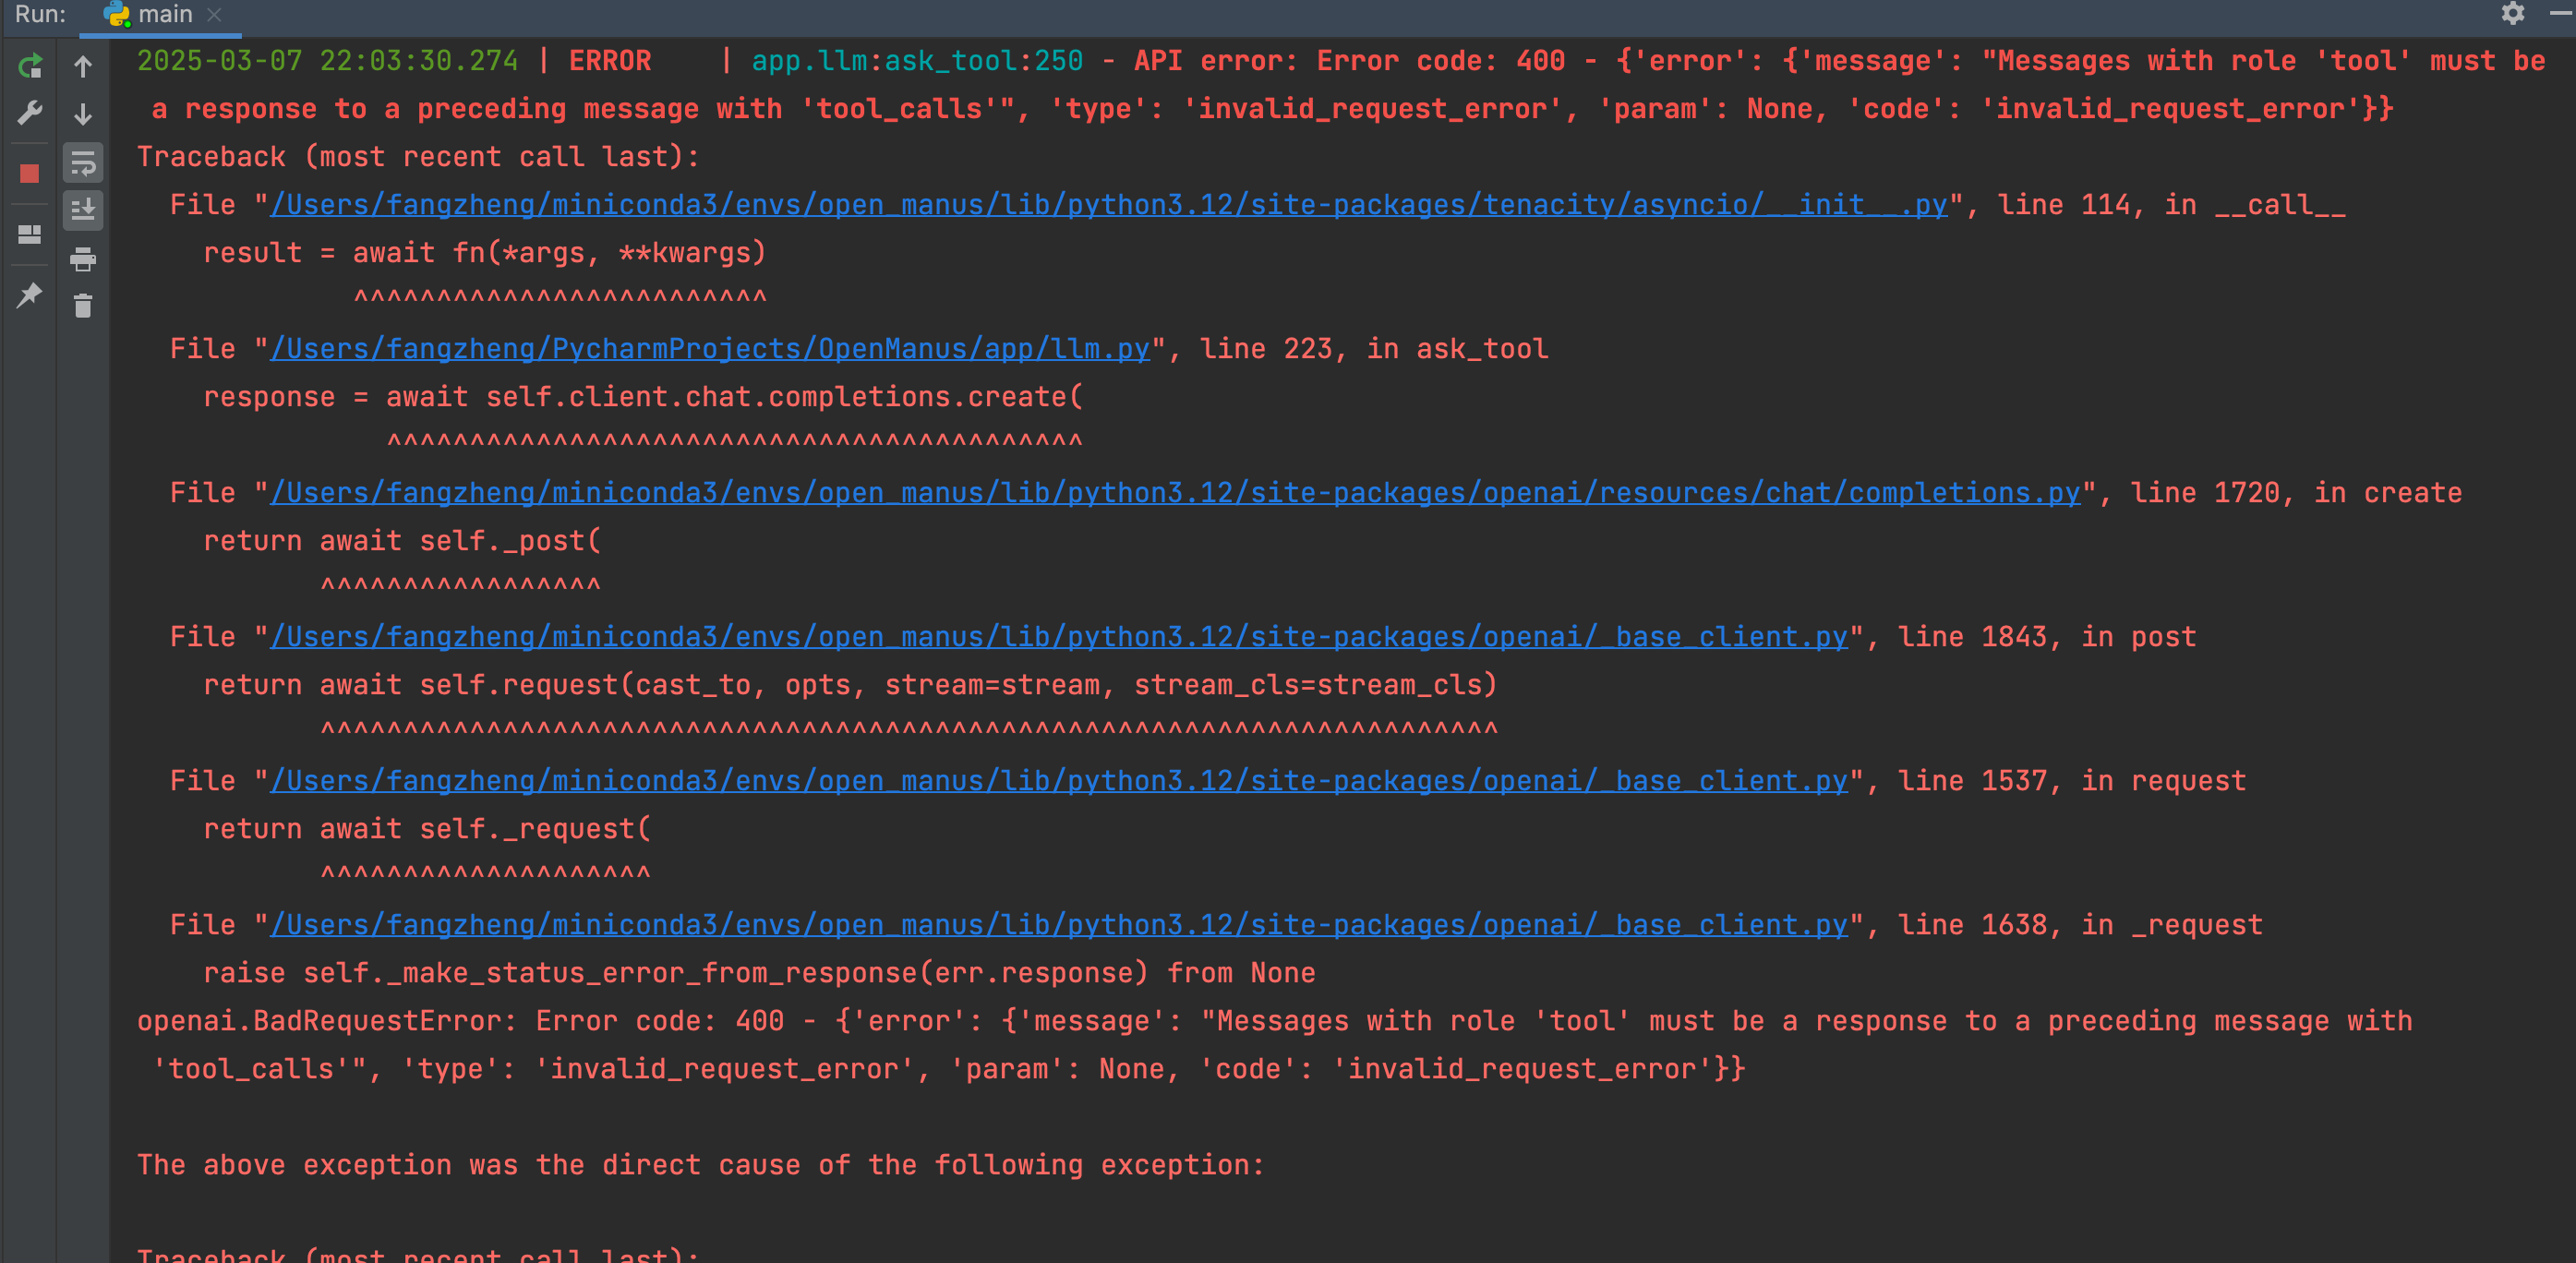 Run: main
2025-03-07 22:03:30.274 | ERROR    | app.llm:ask_tool:250 - API error: Error code: 400 - {'error': {'message': "Messages with role 'tool' must be
a response to a preceding message with 'tool_calls'", 'type': 'invalid_request_error', 'param': None, 'code': 'invalid_request_error'}}
Traceback (most recent call last):
  File "/Users/fangzheng/miniconda3/envs/open_manus/lib/python3.12/site-packages/tenacity/asyncio/__init__.py", line 114, in __call__
    result = await fn(*args, **kwargs)
             ^^^^^^^^^^^^^^^^^^^^^^^^^
  File "/Users/fangzheng/PycharmProjects/OpenManus/app/llm.py", line 223, in ask_tool
    response = await self.client.chat.completions.create(
               ^^^^^^^^^^^^^^^^^^^^^^^^^^^^^^^^^^^^^^^^^^
  File "/Users/fangzheng/miniconda3/envs/open_manus/lib/python3.12/site-packages/openai/resources/chat/completions.py", line 1720, in create
    return await self._post(
           ^^^^^^^^^^^^^^^^^
  File "/Users/fangzheng/miniconda3/envs/open_manus/lib/python3.12/site-packages/openai/_base_client.py", line 1843, in post
    return await self.request(cast_to, opts, stream=stream, stream_cls=stream_cls)
           ^^^^^^^^^^^^^^^^^^^^^^^^^^^^^^^^^^^^^^^^^^^^^^^^^^^^^^^^^^^^^^^^^^^^^^^
  File "/Users/fangzheng/miniconda3/envs/open_manus/lib/python3.12/site-packages/openai/_base_client.py", line 1537, in request
    return await self._request(
           ^^^^^^^^^^^^^^^^^^^^
  File "/Users/fangzheng/miniconda3/envs/open_manus/lib/python3.12/site-packages/openai/_base_client.py", line 1638, in _request
    raise self._make_status_error_from_response(err.response) from None
openai.BadRequestError: Error code: 400 - {'error': {'message': "Messages with role 'tool' must be a response to a preceding message with
'tool_calls'", 'type': 'invalid_request_error', 'param': None, 'code': 'invalid_request_error'}}
The above exception was the direct cause of the following exception:
Traceback (most recent call last):